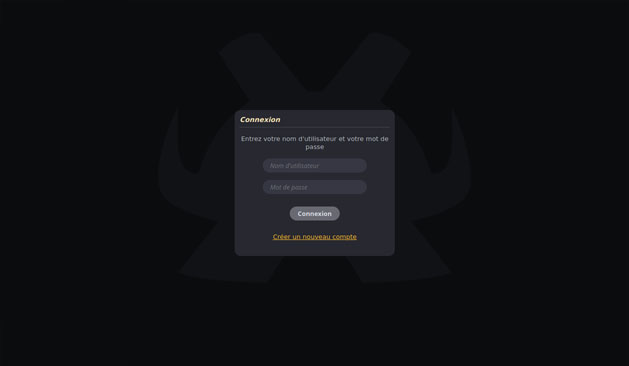 Connexion
Entrez votre nom d'utilisateur et votre mot de
passe
Nom d'utilisateur
Mot de passe
Connexion
Créer un nouveau compte